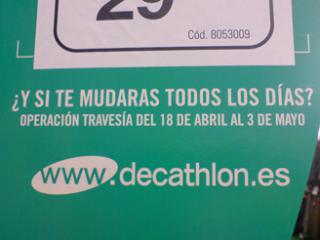 29
Cód. 8053009
¿Y SI TE MUDARAS TODOS LOS DÍAS?
OPERACIÓN TRAVESÍA DEL 18 DE ABRIL AL 3 DE MAYO
www.decathlon.es